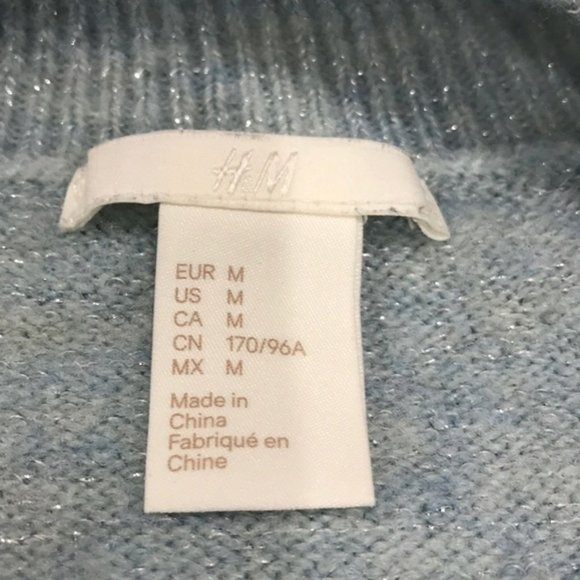 H&M
EUR M
US M
CA M
CN 170/96A
MX M
Made in
China
Fabriqué en
Chine